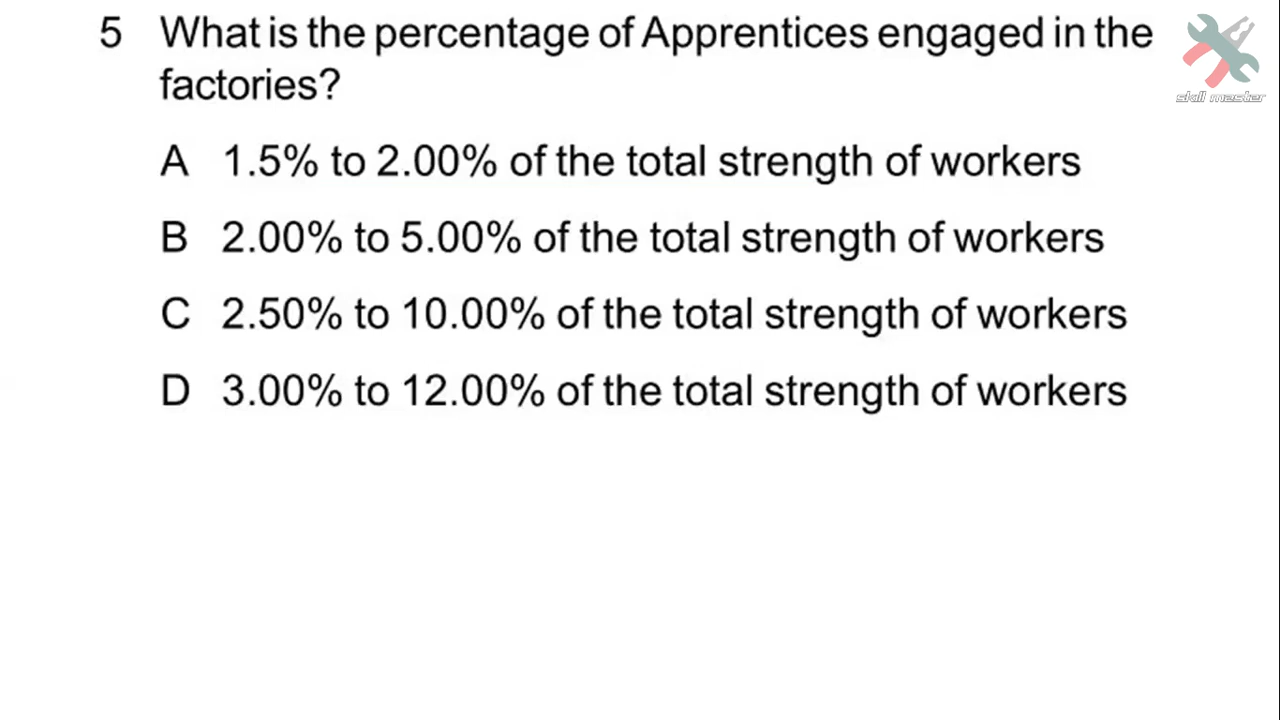 5 What is the percentage of Apprentices engaged in the
factories?
A 1.5% to 2.00% of the total strength of workers
B 2.00% to 5.00% of the total strength of workers
C 2.50% to 10.00% of the total strength of workers
D 3.00% to 12.00% of the total strength of workers
skill master